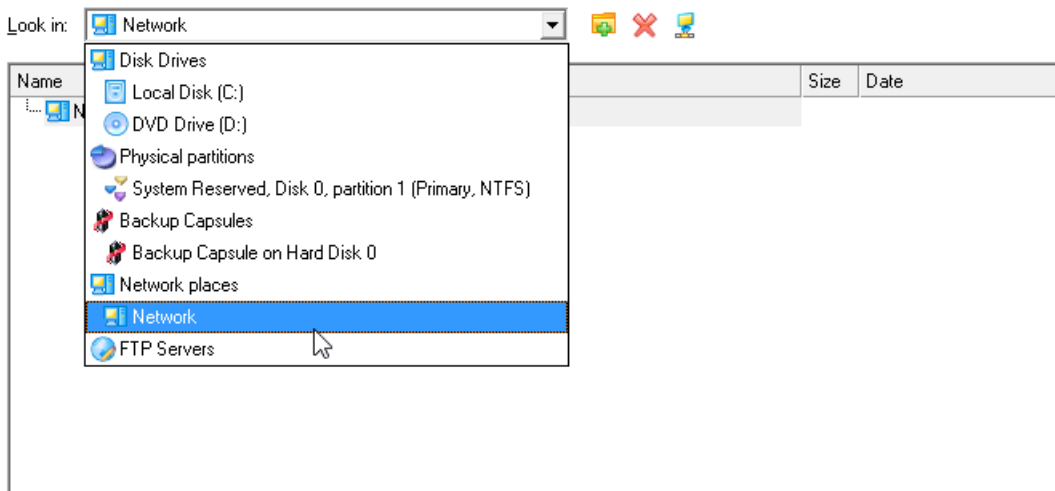 Look in: Network
Name Size Date
Disk Drives
Local Disk (C:)
DVD Drive (D:)
Physical partitions
System Reserved, Disk 0, partition 1 (Primary, NTFS)
Backup Capsules
Backup Capsule on Hard Disk 0
Network places
Network
FTP Servers